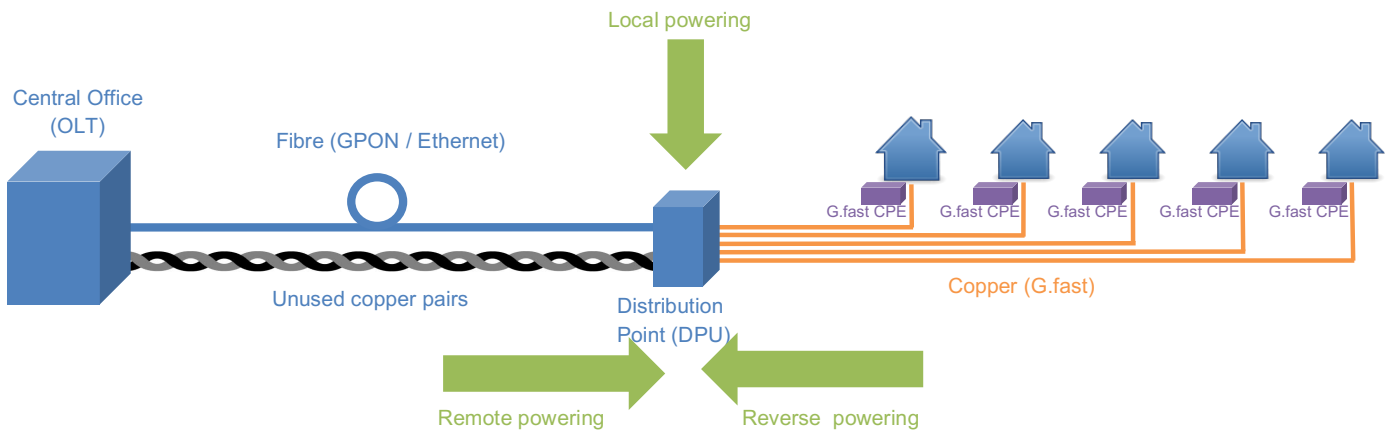 Local powering
Central Office
(OLT)
Fibre (GPON / Ethernet)
G.fast CPE
G.fast CPE
G.fast CPE
G.fast CPE
G.fast CPE
Unused copper pairs
Copper (G.fast)
Distribution
Point (DPU)
Remote powering
Reverse  powering